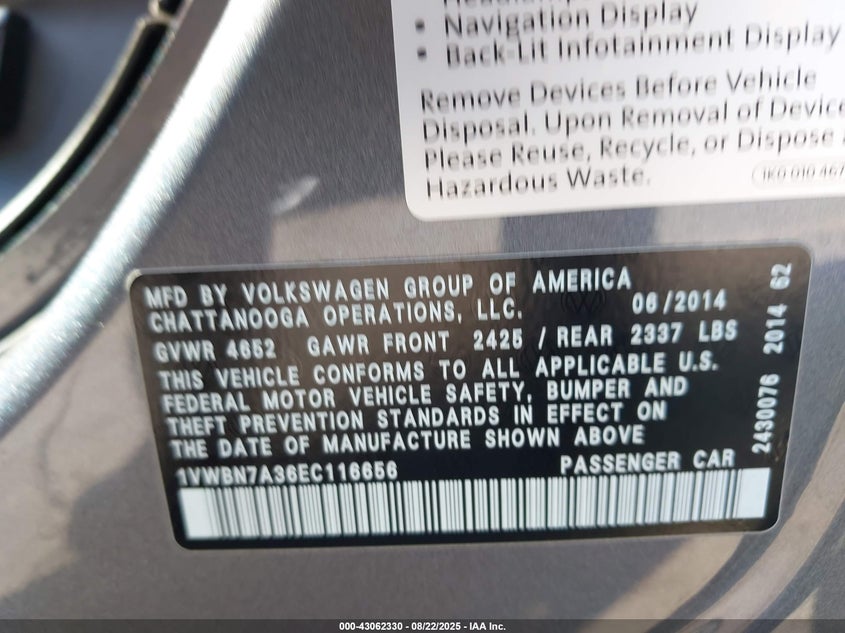 • Navigation Display
• Back-Lit Infotainment Display
Remove Devices Before Vehicle
Disposal. Upon Removal of Device
Please Reuse, Recycle, or Dispose a
Hazardous Waste.
1K0 010 467
MFD BY VOLKSWAGEN GROUP OF AMERICA
CHATTANOOGA OPERATIONS, LLC. 06/2014
GVWR 4652 GAWR FRONT 2425 / REAR 2337 LBS
THIS VEHICLE CONFORMS TO ALL APPLICABLE U.S.
FEDERAL MOTOR VEHICLE SAFETY, BUMPER AND
THEFT PREVENTION STANDARDS IN EFFECT ON
THE DATE OF MANUFACTURE SHOWN ABOVE
1VWBN7A36EC116656 PASSENGER CAR
2430076 2014 62
000-43062330 - 08/22/2025 - IAA Inc.